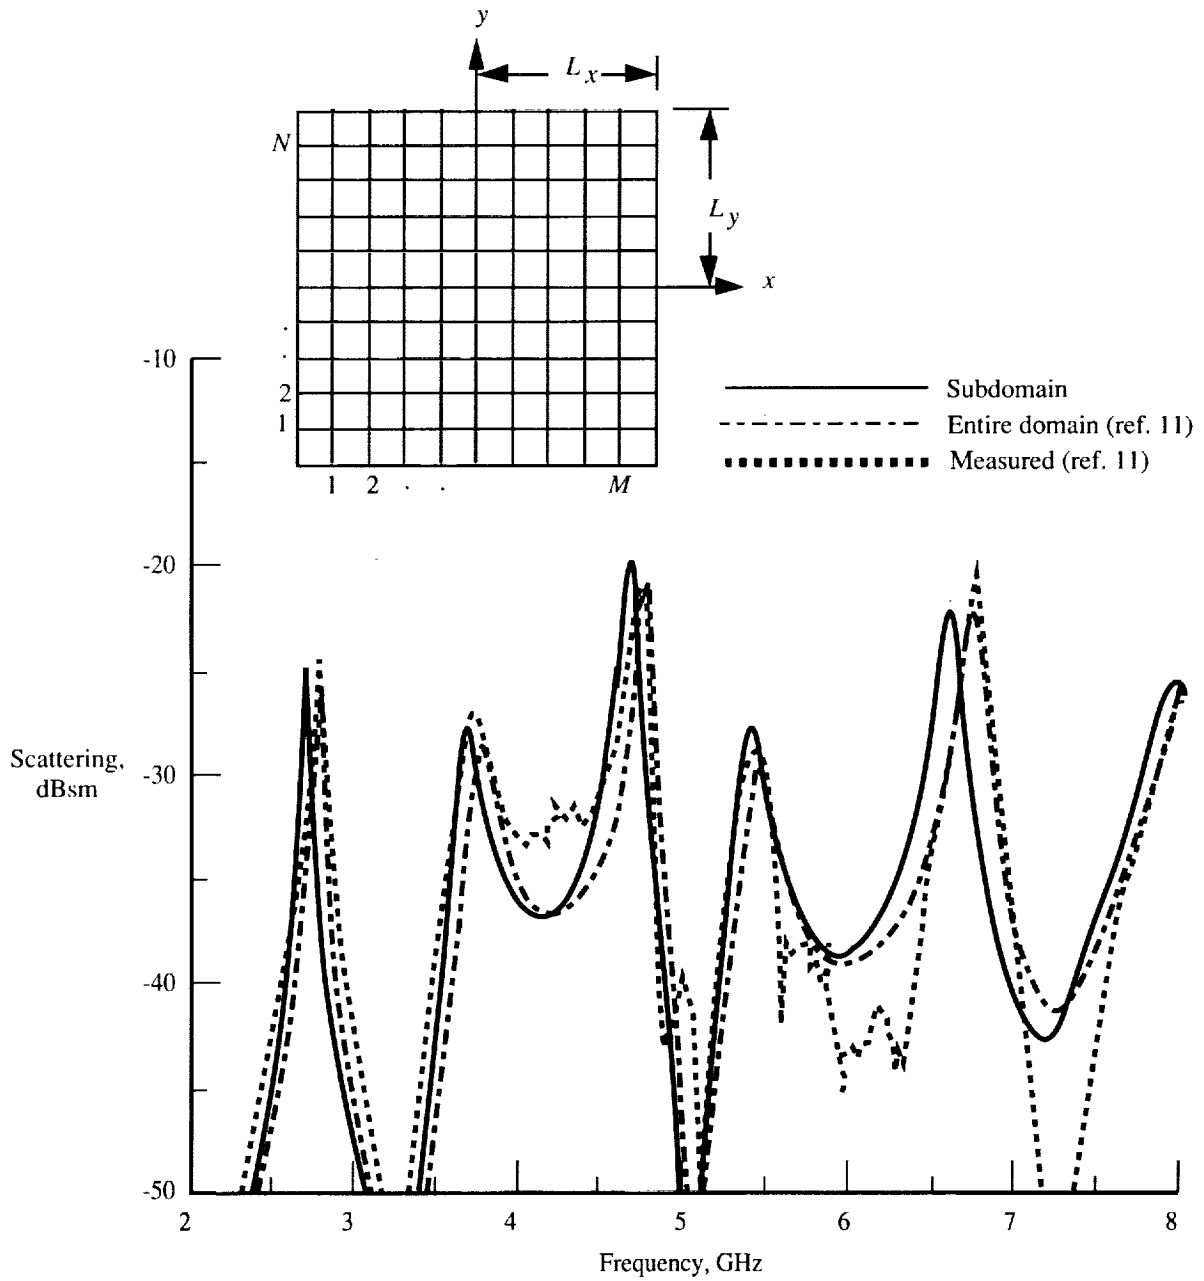 y
L x
N
L y
x
2
1
1 2 . . M
Subdomain
Entire domain (ref. 11)
Measured (ref. 11)
-10
-20
-30
-40
-50
Scattering,
dBsm
2 3 4 5 6 7 8
Frequency, GHz